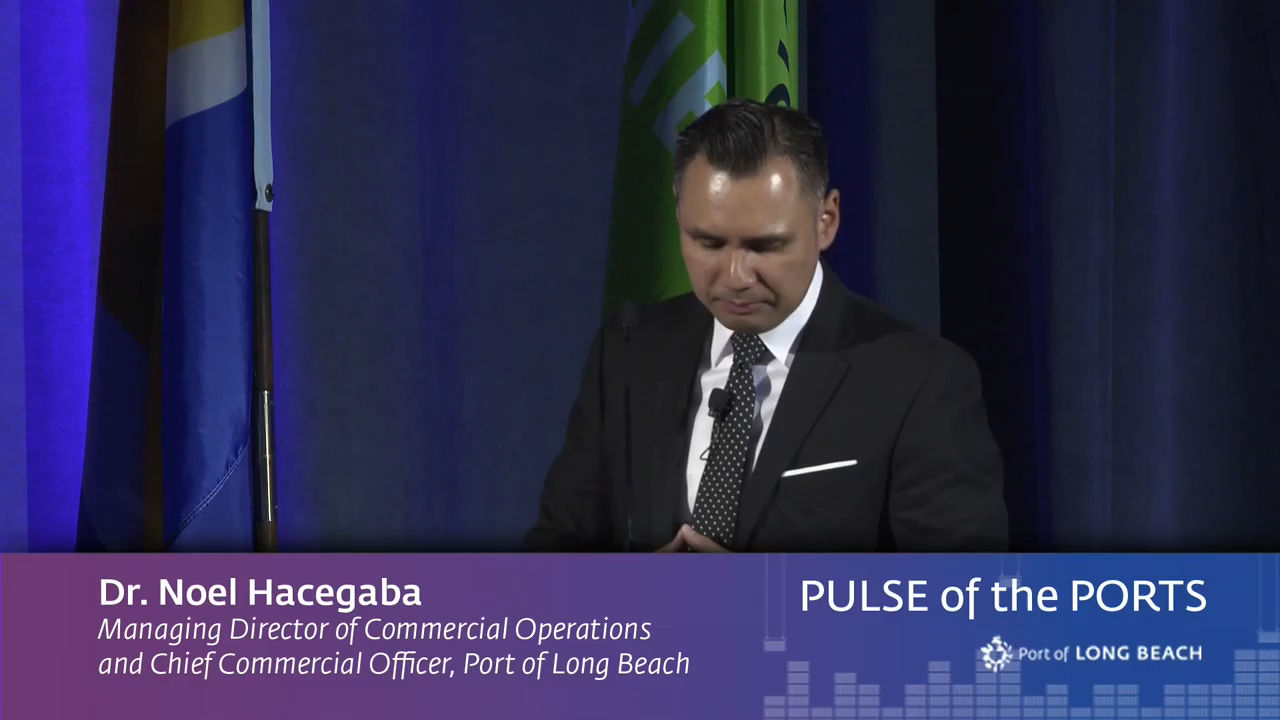 Dr. Noel Hacegaba
Managing Director of Commercial Operations
and Chief Commercial Officer, Port of Long Beach
PULSE of the PORTS
Port of LONG BEACH